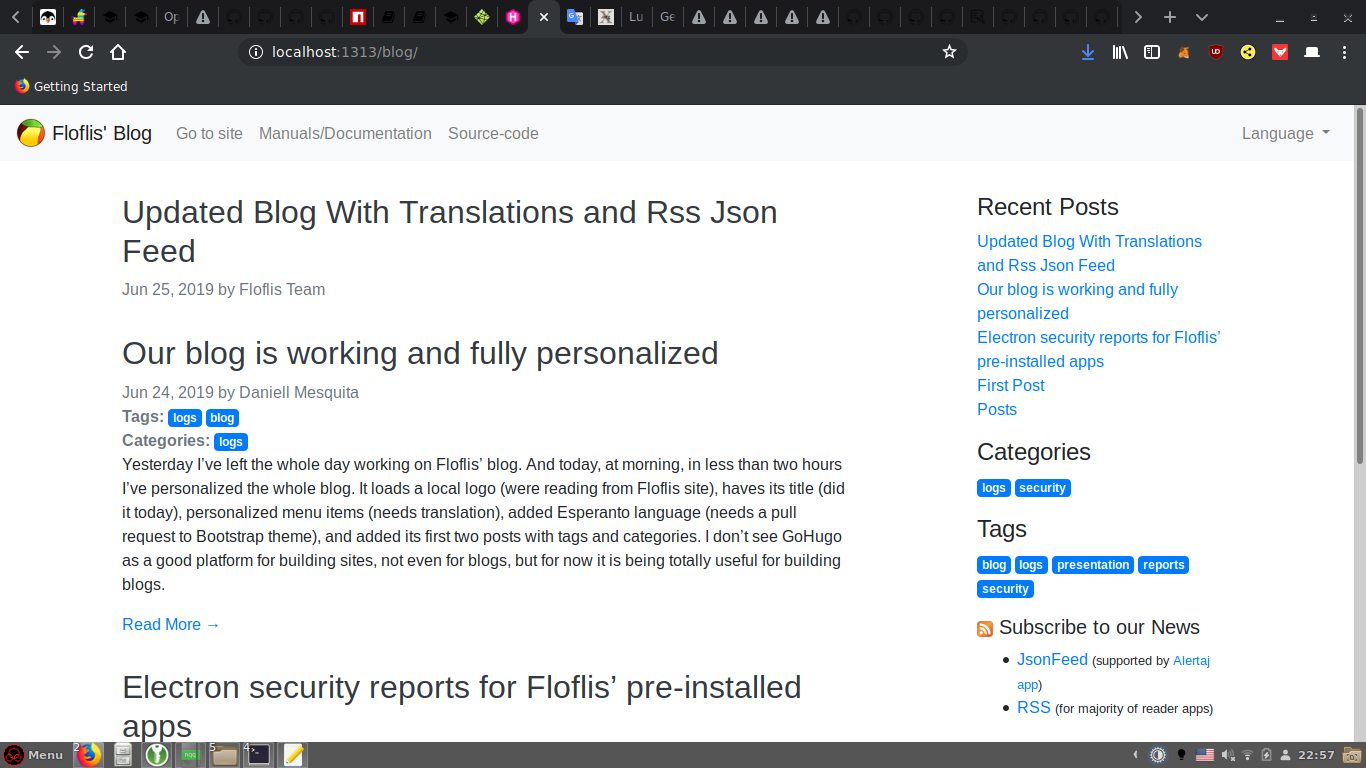 Op
Lu
Ge
localhost:1313/blog/
Getting Started
Floflis' Blog Go to site Manuals/Documentation Source-code Language
Updated Blog With Translations and Rss Json
Feed
Jun 25, 2019 by Floflis Team
Our blog is working and fully personalized
Jun 24, 2019 by Daniell Mesquita
Tags: logs blog
Categories: logs
Yesterday I’ve left the whole day working on Floflis’ blog. And today, at morning, in less than two hours
I’ve personalized the whole blog. It loads a local logo (were reading from Floflis site), haves its title (did
it today), personalized menu items (needs translation), added Esperanto language (needs a pull
request to Bootstrap theme), and added its first two posts with tags and categories. I don’t see GoHugo
as a good platform for building sites, not even for blogs, but for now it is being totally useful for building
blogs.
Read More →
Electron security reports for Floflis’ pre-installed
apps
Recent Posts
Updated Blog With Translations
and Rss Json Feed
Our blog is working and fully
personalized
Electron security reports for Floflis’
pre-installed apps
First Post
Posts
Categories
logs security
Tags
blog logs presentation reports
security
Subscribe to our News
JsonFeed (supported by Alertaj
app)
RSS (for majority of reader apps)
Menu 2 5 4 22:57